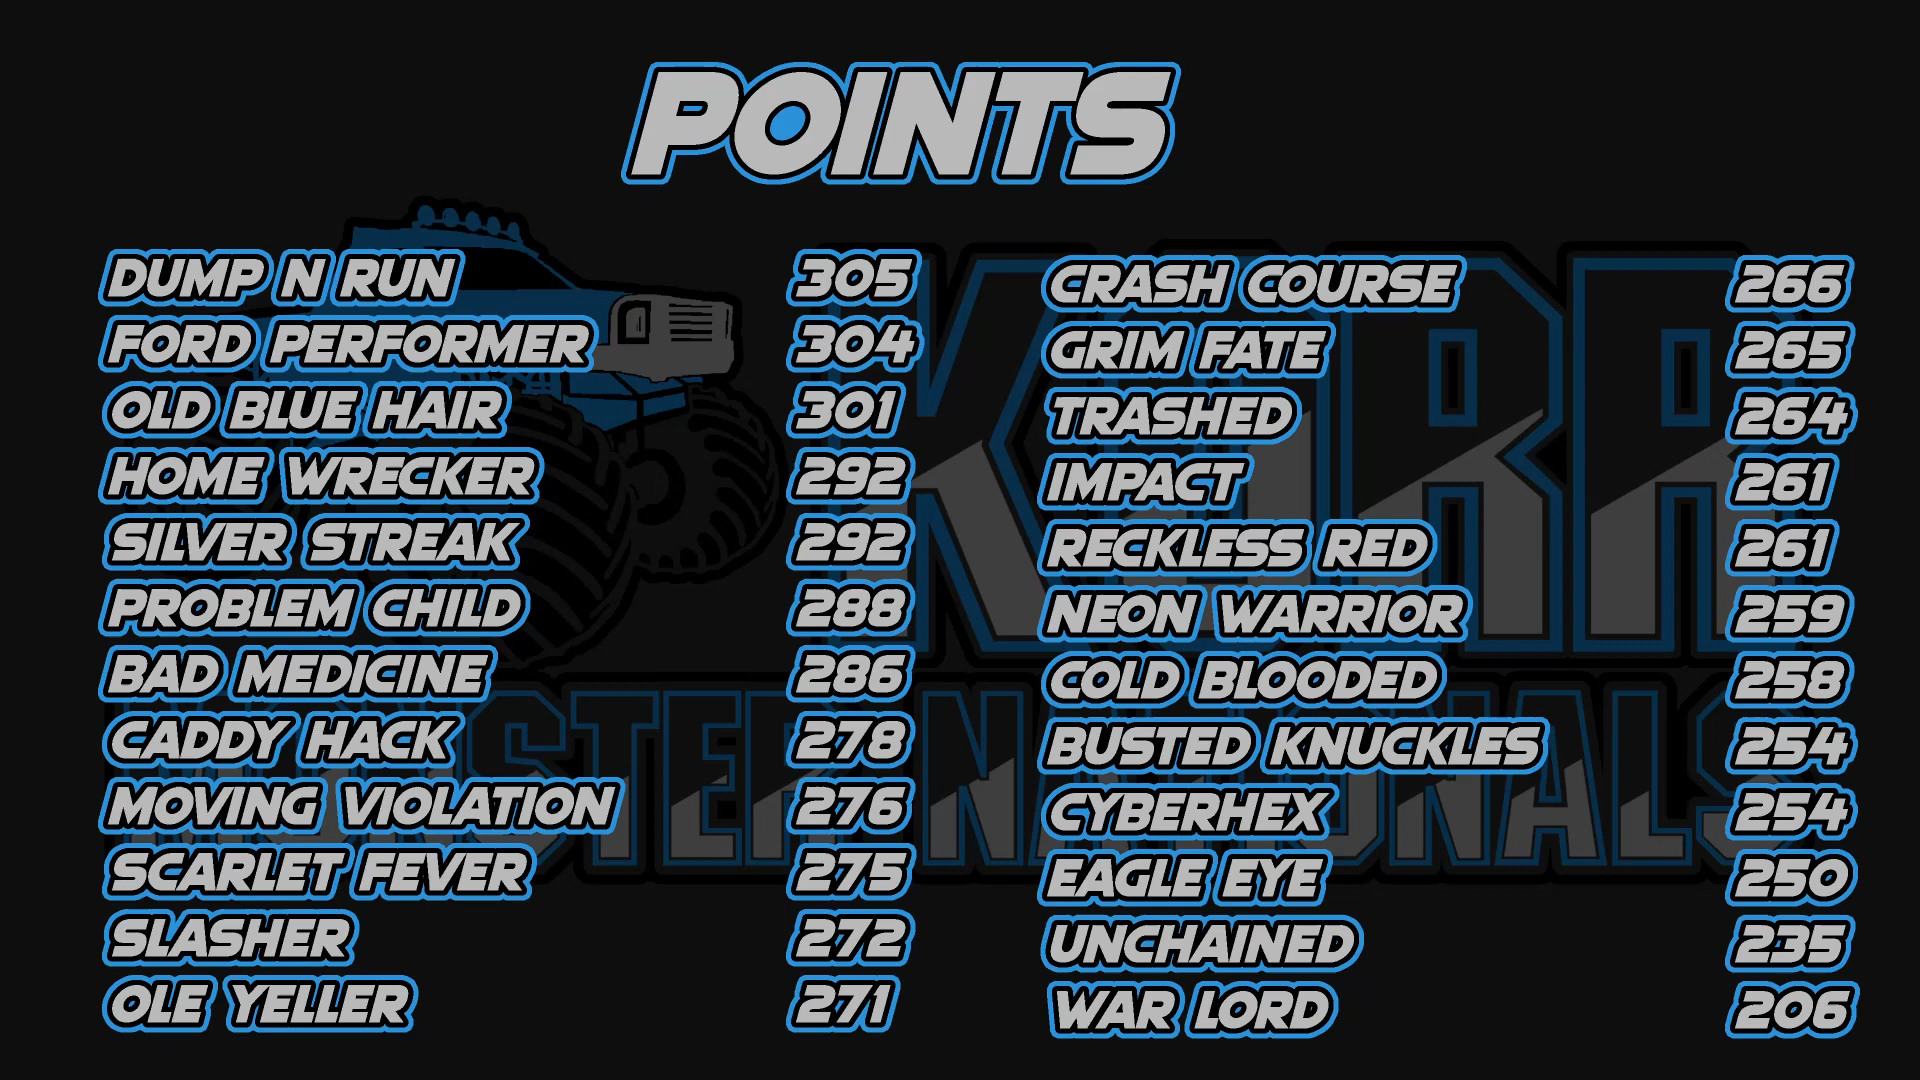 POINTS
DUMP N RUN 305
FORD PERFORMER 304
OLD BLUE HAIR 301
HOME WRECKER 292
SILVER STREAK 292
PROBLEM CHILD 288
BAD MEDICINE 286
CADDY HACK 278
MOVING VIOLATION 276
SCARLET FEVER 275
SLASHER 272
OLE YELLER 271
CRASH COURSE 266
GRIM FATE 265
TRASHED 264
IMPACT 261
RECKLESS RED 261
NEON WARRIOR 259
COLD BLOODED 258
BUSTED KNUCKLES 254
CYBERHEX 254
EAGLE EYE 250
UNCHAINED 235
WAR LORD 206
MONSTER NATIONALS